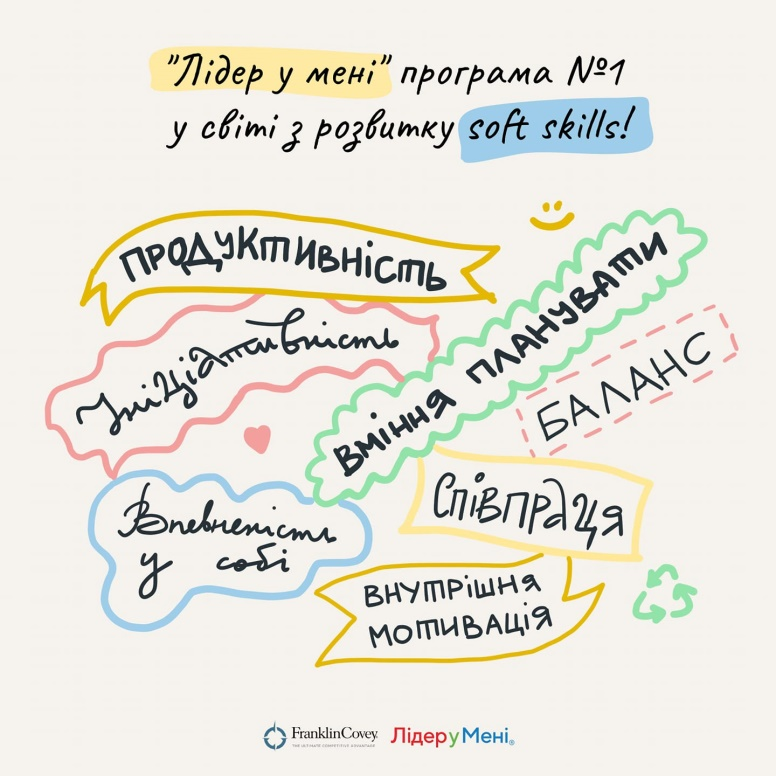 "Лідер у мені" програма №1
у світі з розвитку soft skills!
ПРОДУКТИВНІСТЬ
Ініціативність
ВМІННЯ ПЛАНУВАТИ
БАЛАНС
СПІВПРАЦЯ
Впевненість
у собі
ВНУТРІШНЯ
МОТИВАЦІЯ
FranklinCovey
THE ULTIMATE COMPETITIVE ADVANTAGE
ЛідеруМені®